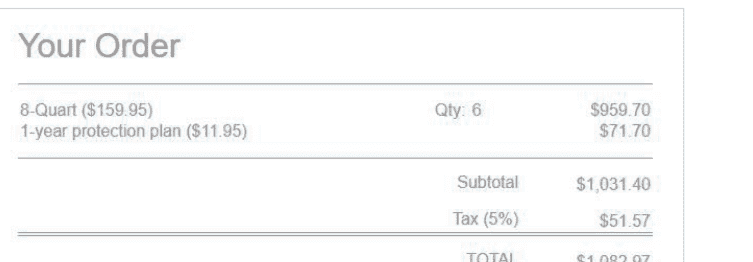 Your Order
8-Quart ($159.95) Qty: 6 $959.70
1-year protection plan ($11.95) $71.70
Subtotal $1,031.40
Tax (5%) $51.57
TOTAL $1,082.97